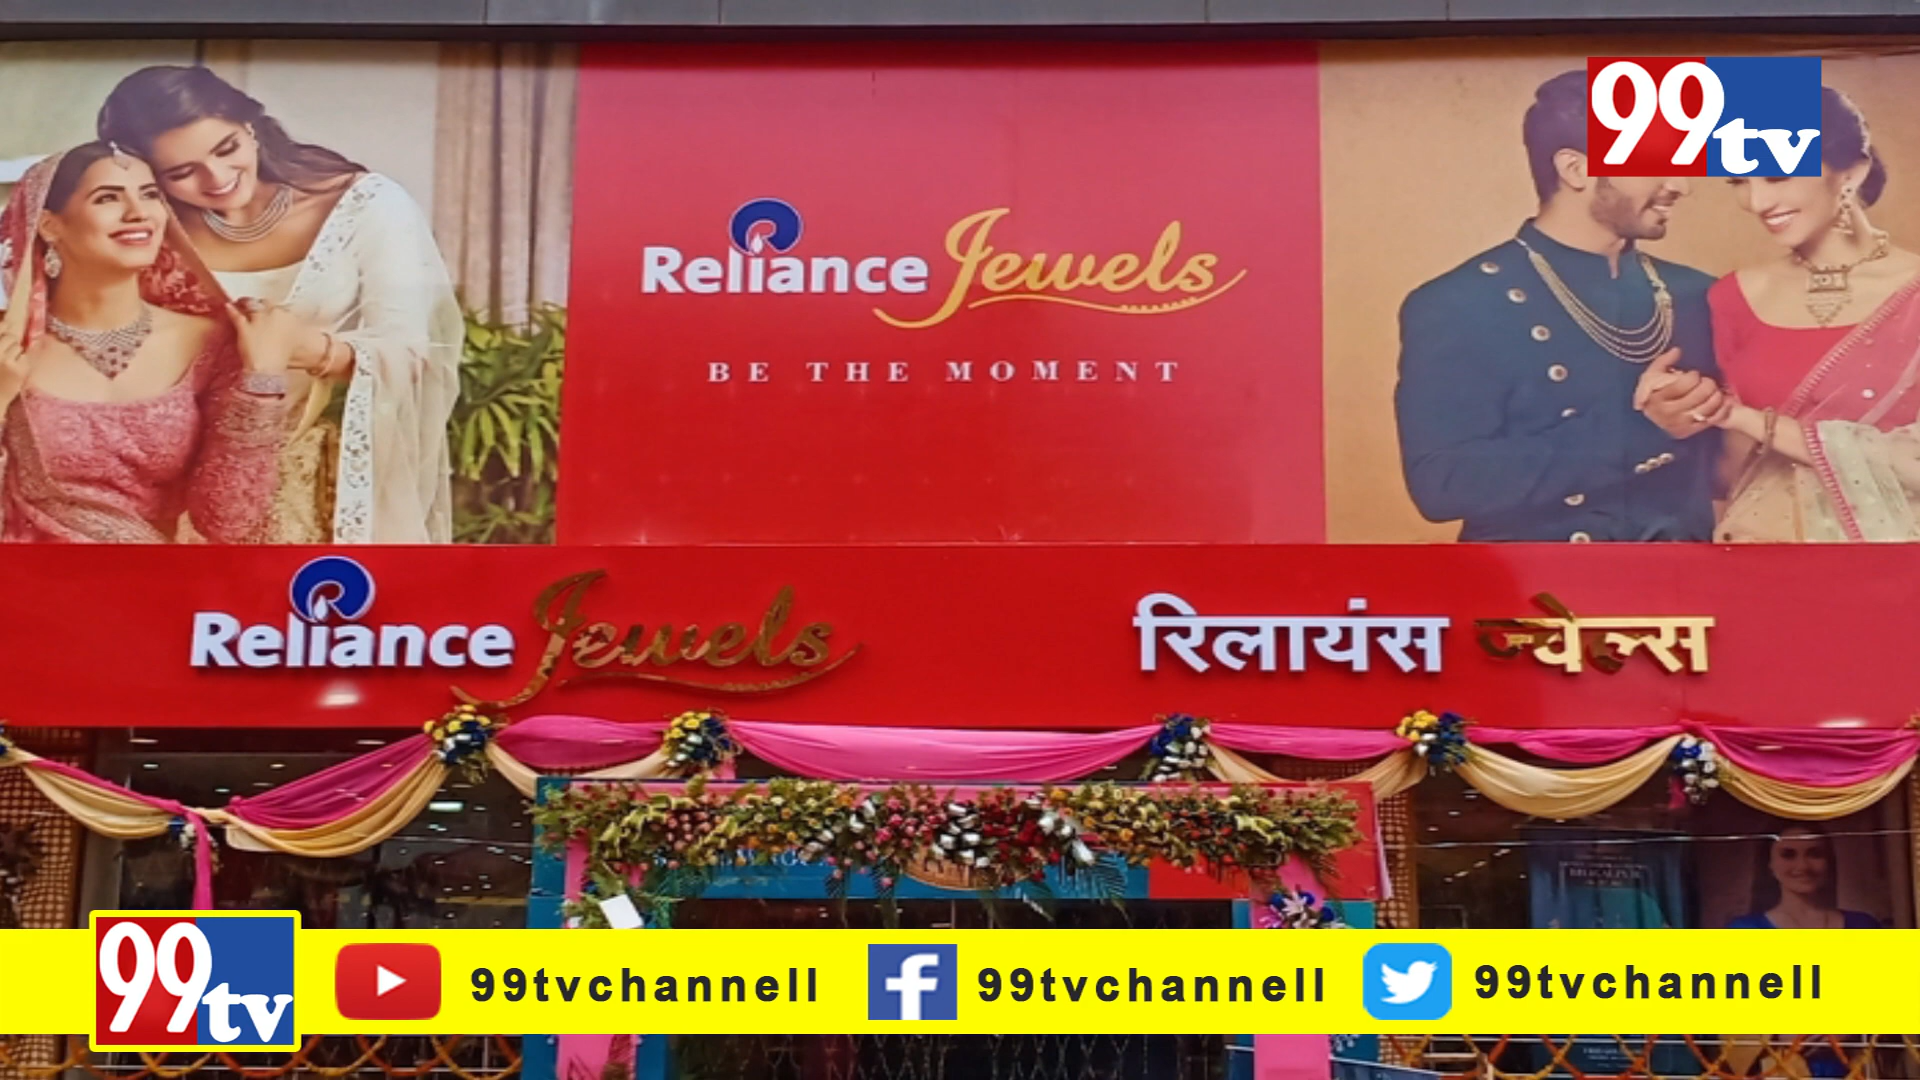 99tv
Reliance Jewels
BE THE MOMENT
Reliance Jewels
रिलायंस ज्वेल्स
99tv
99tvchannell
99tvchannell
99tvchannell